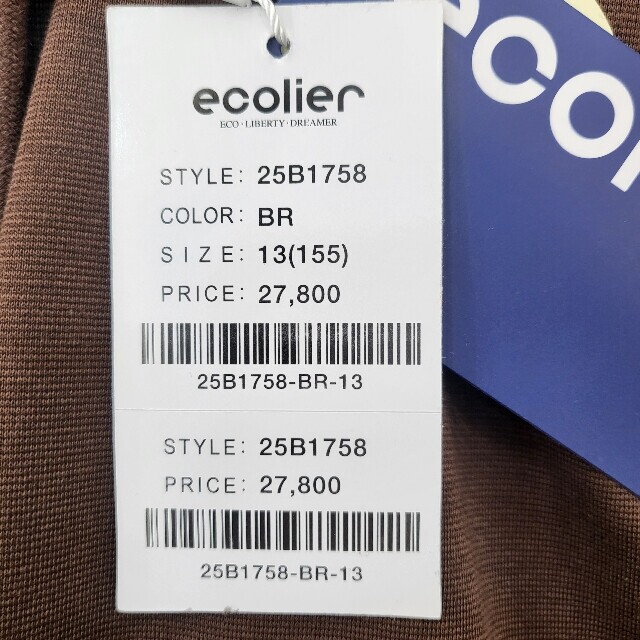 ecolier
ECO · LIBERTY · DREAMER
STYLE: 25B1758
COLOR: BR
SIZE: 13(155)
PRICE: 27,800
25B1758-BR-13
STYLE: 25B1758
PRICE: 27,800
25B1758-BR-13